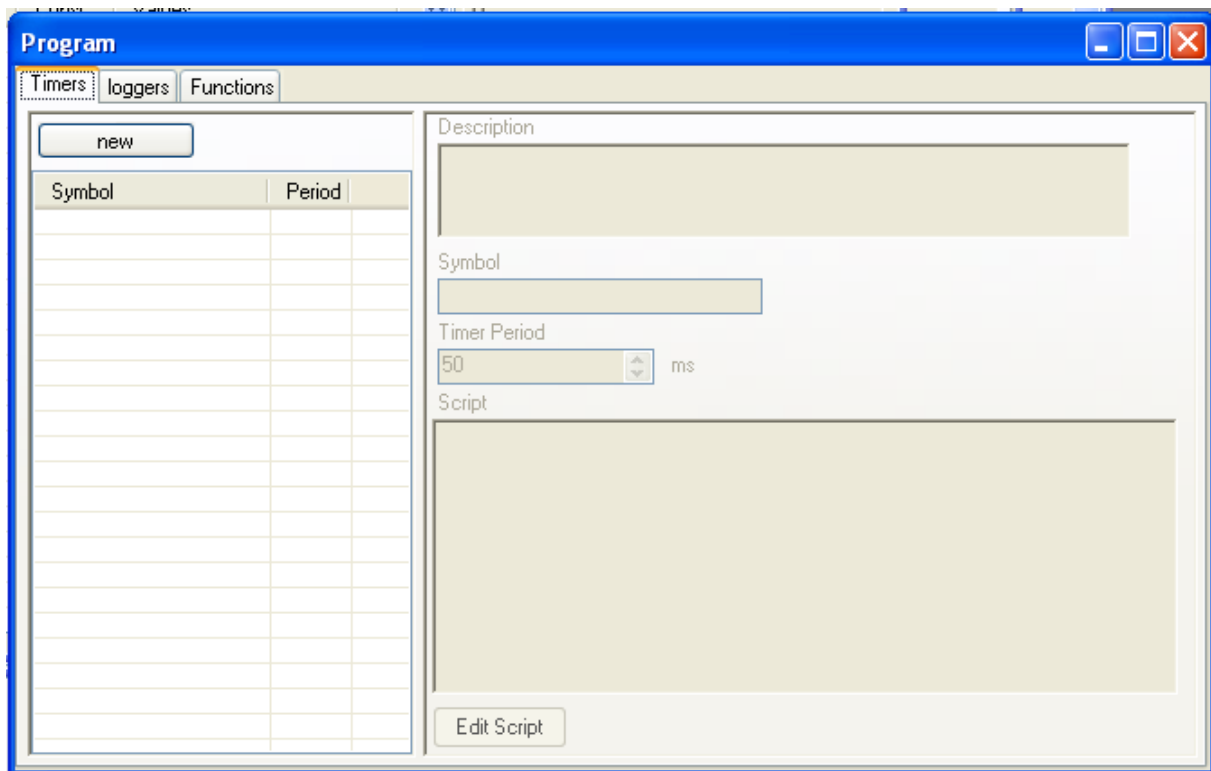 Program
Timers loggers Functions
new
Symbol Period
Description
Symbol
Timer Period
50 ms
Script
Edit Script